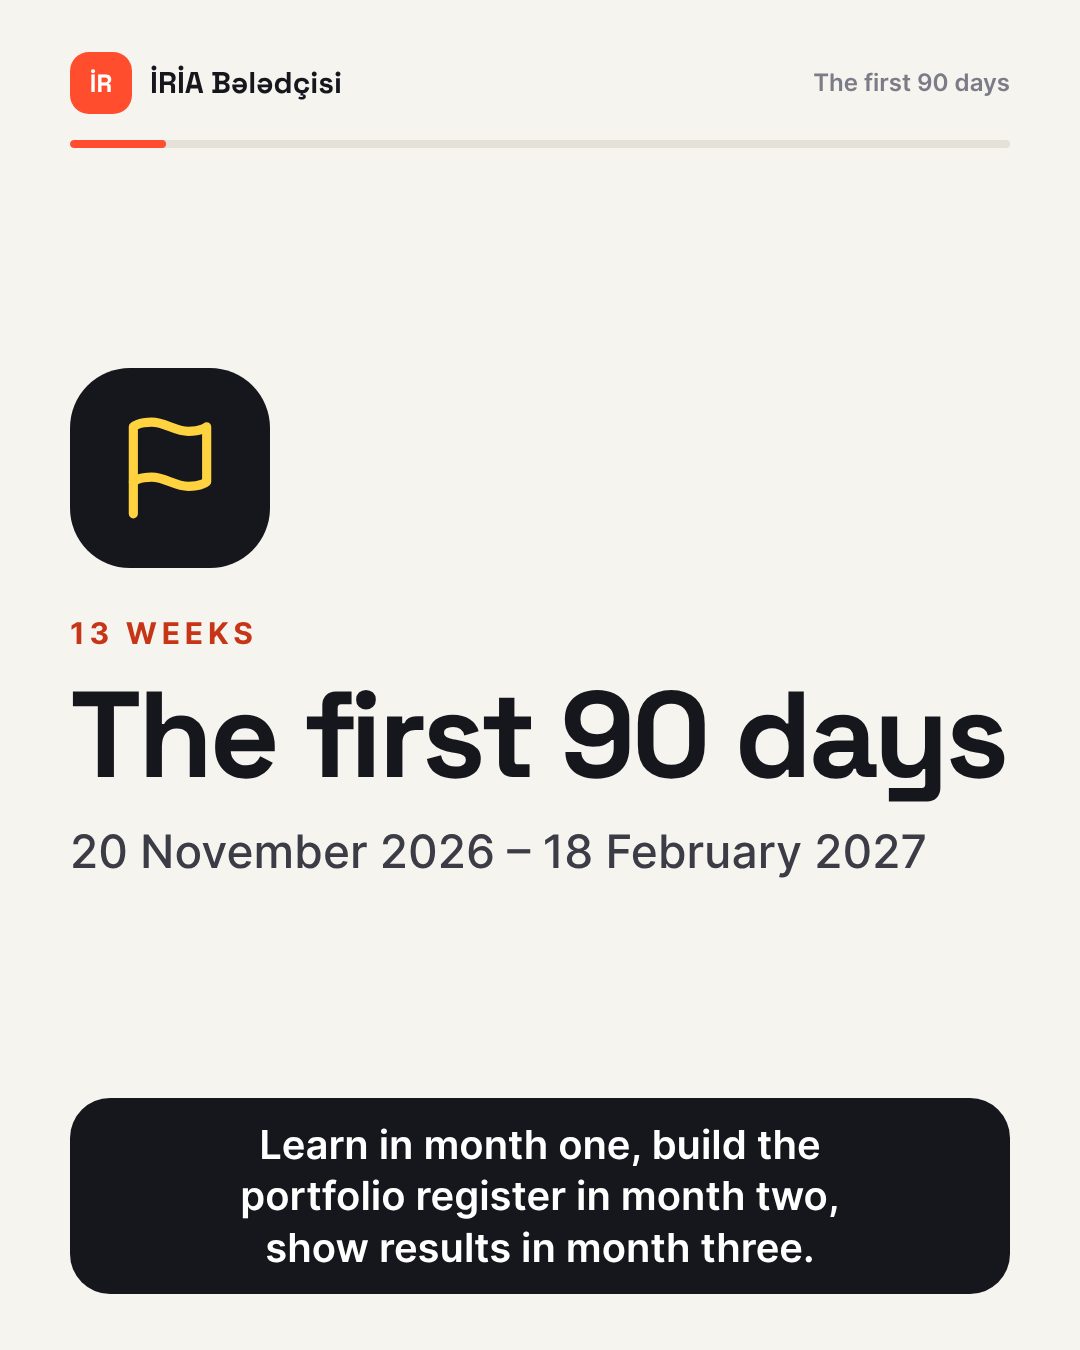 İR
İRİA Bələdçisi
The first 90 days
13 WEEKS
The first 90 days
20 November 2026 – 18 February 2027
Learn in month one, build the
portfolio register in month two,
show results in month three.